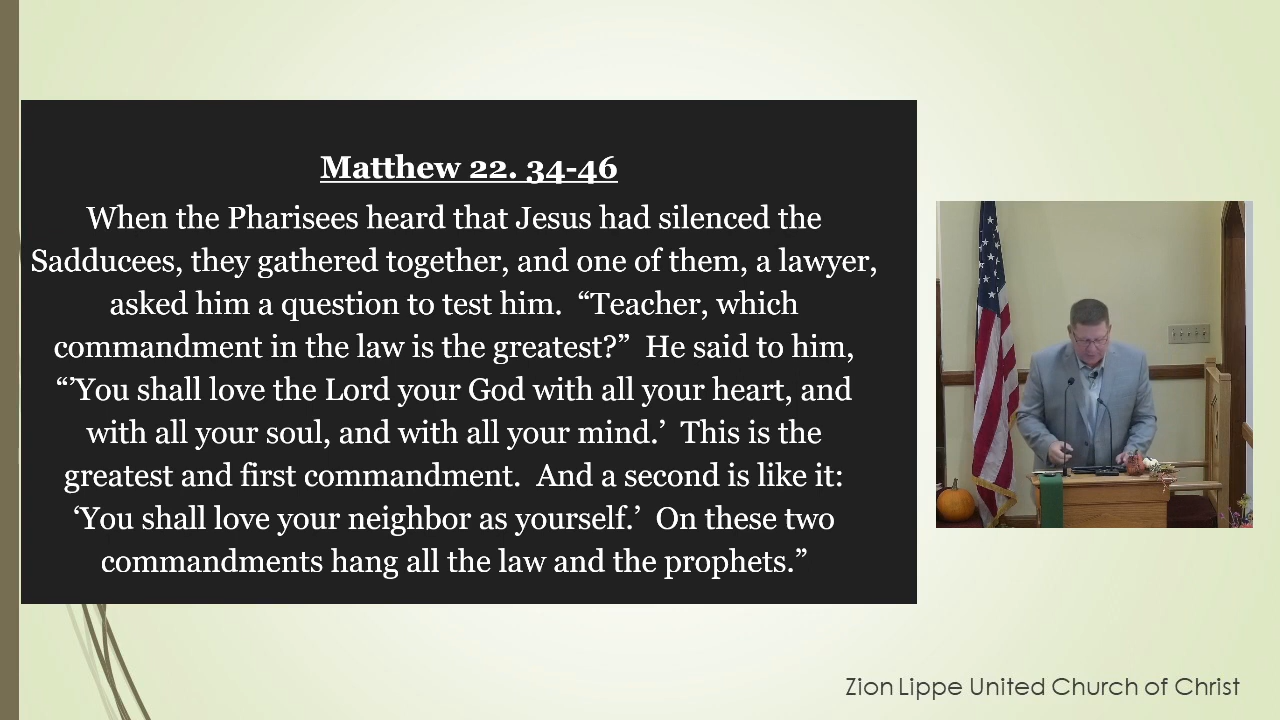 Matthew 22. 34-46
When the Pharisees heard that Jesus had silenced the
Sadducees, they gathered together, and one of them, a lawyer,
asked him a question to test him.  “Teacher, which
commandment in the law is the greatest?”  He said to him,
“’You shall love the Lord your God with all your heart, and
with all your soul, and with all your mind.’  This is the
greatest and first commandment.  And a second is like it:
‘You shall love your neighbor as yourself.’  On these two
commandments hang all the law and the prophets.”
Zion Lippe United Church of Christ